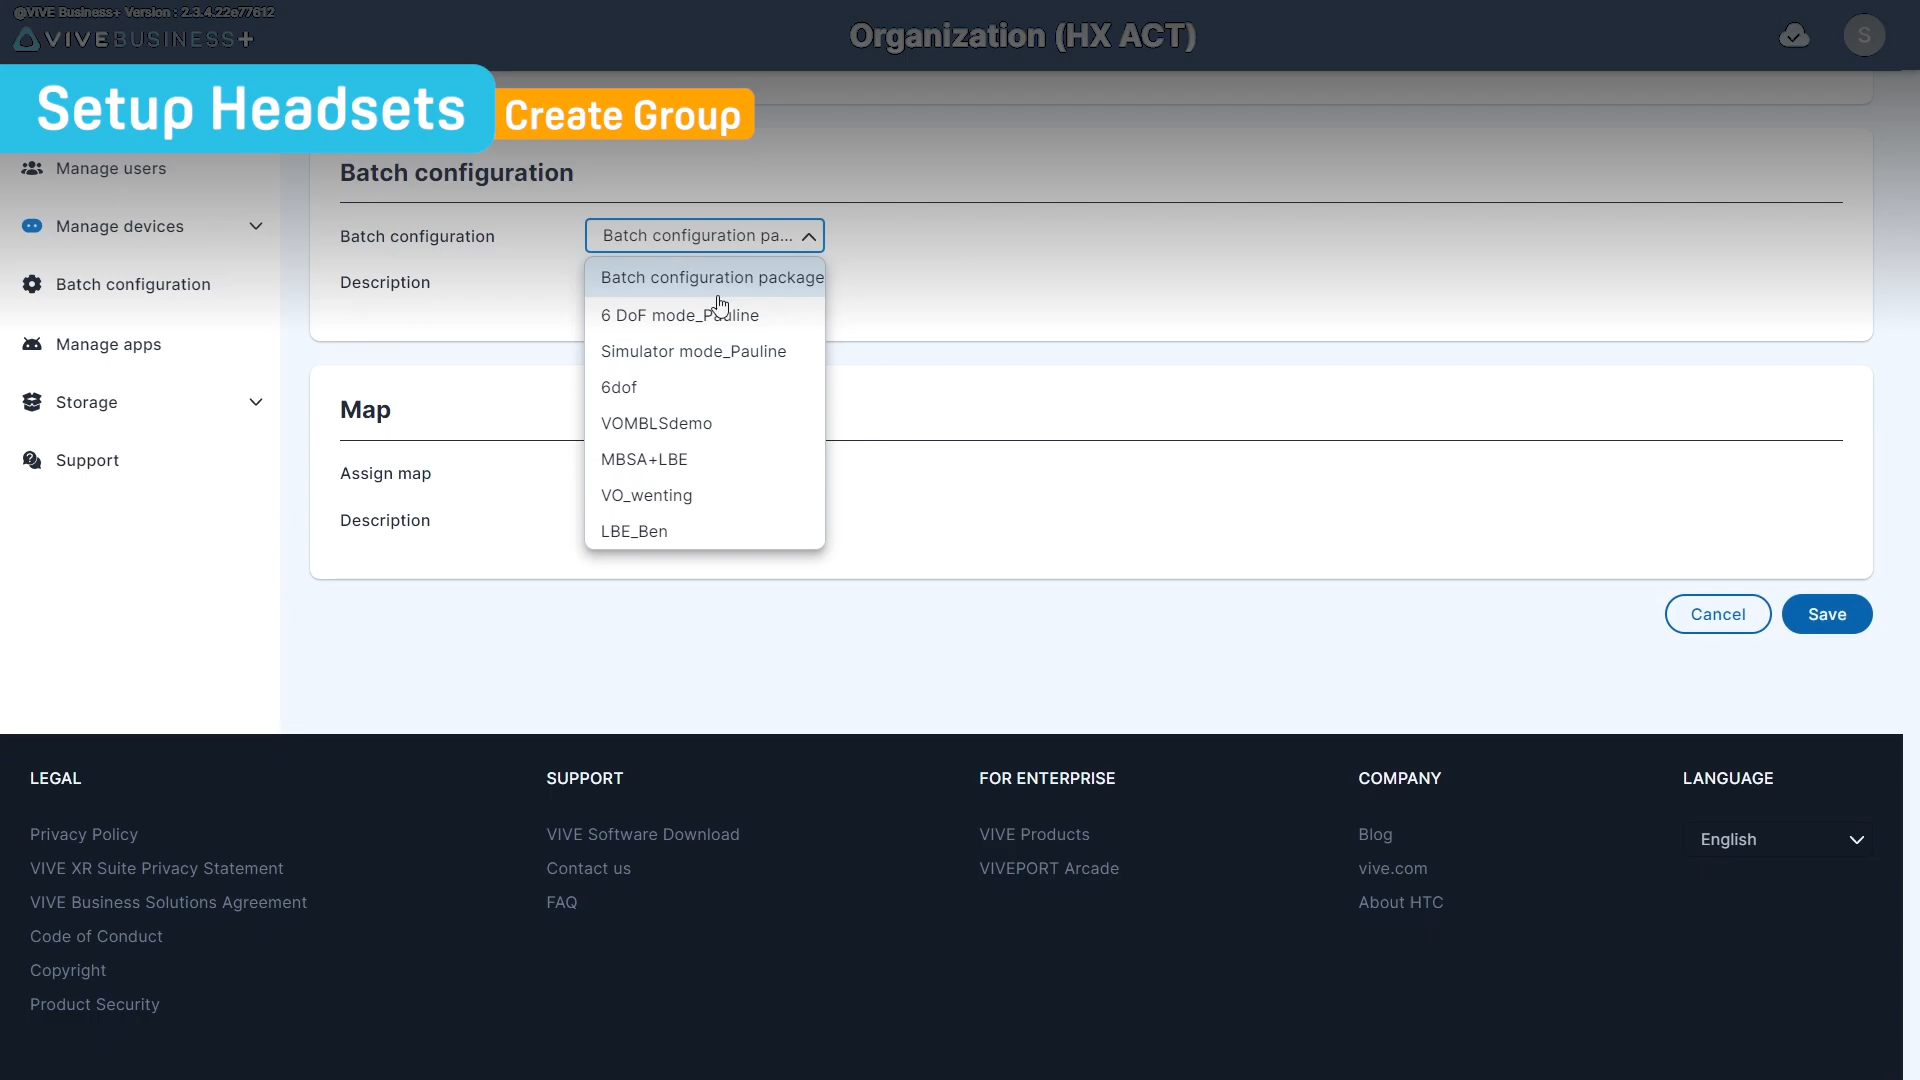 @VIVE Business+ Version : 2.3.4.22e77612
VIVE BUSINESS+
Organization (HX ACT)
S
Setup Headsets
Create Group
Manage users
Manage devices
Batch configuration
Manage apps
Storage
Support
Batch configuration
Batch configuration
Batch configuration pa...
Description
Batch configuration package
6 DoF mode_Pauline
Simulator mode_Pauline
6dof
VOMBLSdemo
MBSA+LBE
VO_wenting
LBE_Ben
Map
Assign map
Description
Cancel
Save
LEGAL
Privacy Policy
VIVE XR Suite Privacy Statement
VIVE Business Solutions Agreement
Code of Conduct
Copyright
Product Security
SUPPORT
VIVE Software Download
Contact us
FAQ
FOR ENTERPRISE
VIVE Products
VIVEPORT Arcade
COMPANY
Blog
vive.com
About HTC
LANGUAGE
English